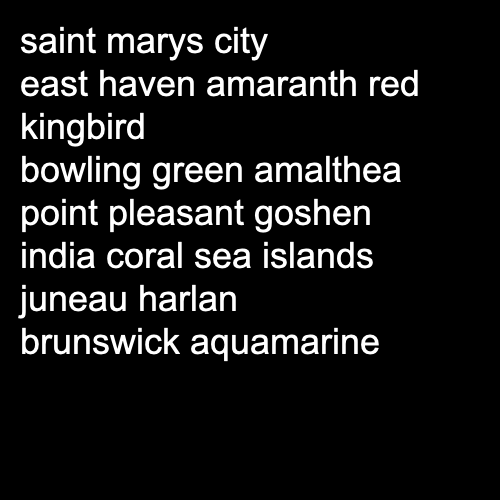 saint marys city
east haven amaranth red
kingbird
bowling green amalthea
point pleasant goshen
india coral sea islands
juneau harlan
brunswick aquamarine